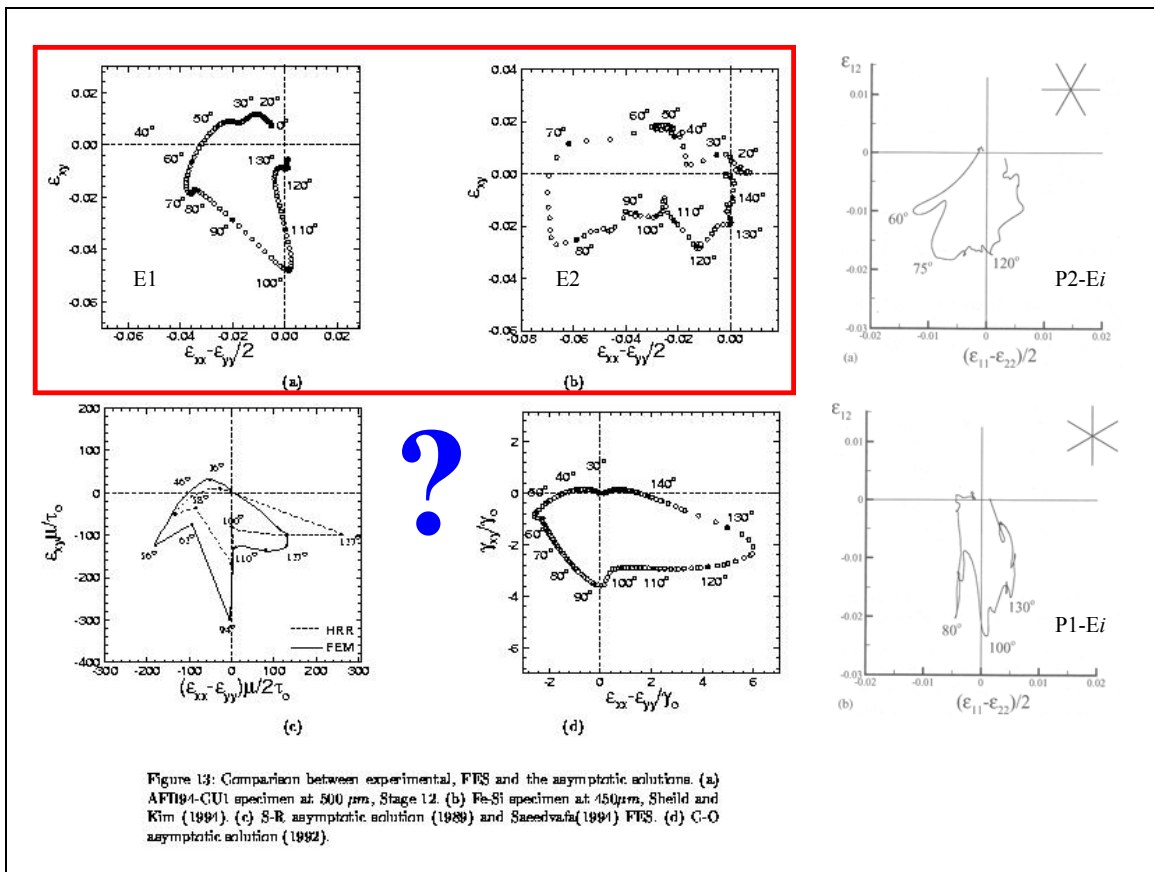 0.02
0.00
-0.02
-0.04
-0.06
ε_xy
-0.06 -0.04 -0.02 0.00 0.02
ε_xx-ε_yy/2
(a)
E1
0°
20°
30°
40°
50°
60°
70°
80°
90°
100°
110°
120°
130°
0.04
0.02
0.00
-0.02
-0.04
-0.06
ε_xy
-0.06 -0.04 -0.02 0.00
ε_xx-ε_yy/2
(b)
E2
20°
30°
40°
50°
60°
70°
80°
90°
100°
110°
120°
130°
140°
ε12
0.01
0
-0.01
-0.02
-0.03
60°
75°
120°
P2-Ei
-0.02 -0.01 0 0.01 0.02
(a)
(ε11-ε22)/2
200
100
0
-100
-200
-300
-400
ε_xy μ/τ_o
-300 -200 -100 0 100 200 300
(ε_xx-ε_yy)μ/2τ_o
(c)
100°
110°
HRR
FEM
?
2
0
-2
-4
-6
γ_xy/γ_o
-2 0 2 4 6
ε_xx-ε_yy/γ_o
(d)
30°
40°
50°
60°
70°
80°
90°
100°
110°
120°
130°
140°
ε12
0.01
0
-0.01
-0.02
-0.03
80°
100°
130°
P1-Ei
-0.02 -0.01 0 0.01 0.02
(b)
(ε11-ε22)/2
Figure 13: Comparison between experimental, FES and the asymptotic solutions. (a)
specimen at 500 μm, Stage 12. (b) Fe-Si specimen at 450μm, Sheild and
Kim (1994). (c) S-R asymptotic solution (1989) and Saeedvafa(1994) FES. (d) C-O
asymptotic solution (1992).